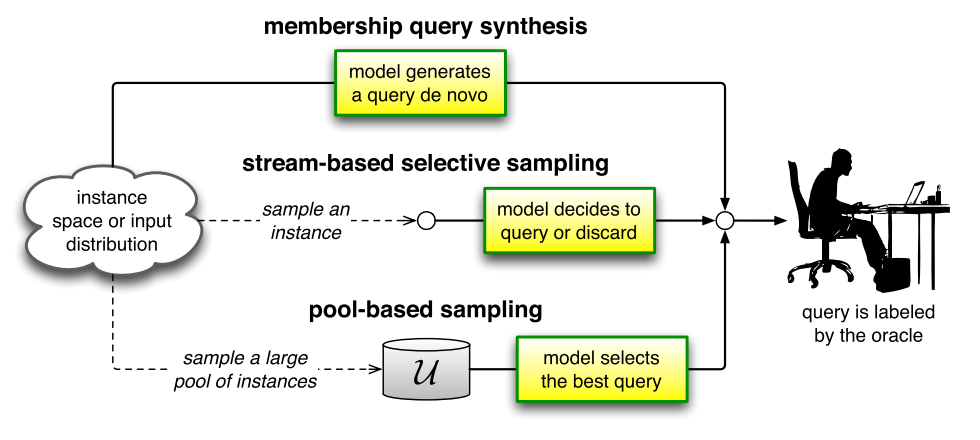 membership query synthesis
model generates
a query de novo
stream-based selective sampling
instance
space or input
distribution
sample an
instance
model decides to
query or discard
query is labeled
by the oracle
pool-based sampling
sample a large
pool of instances
U
model selects
the best query